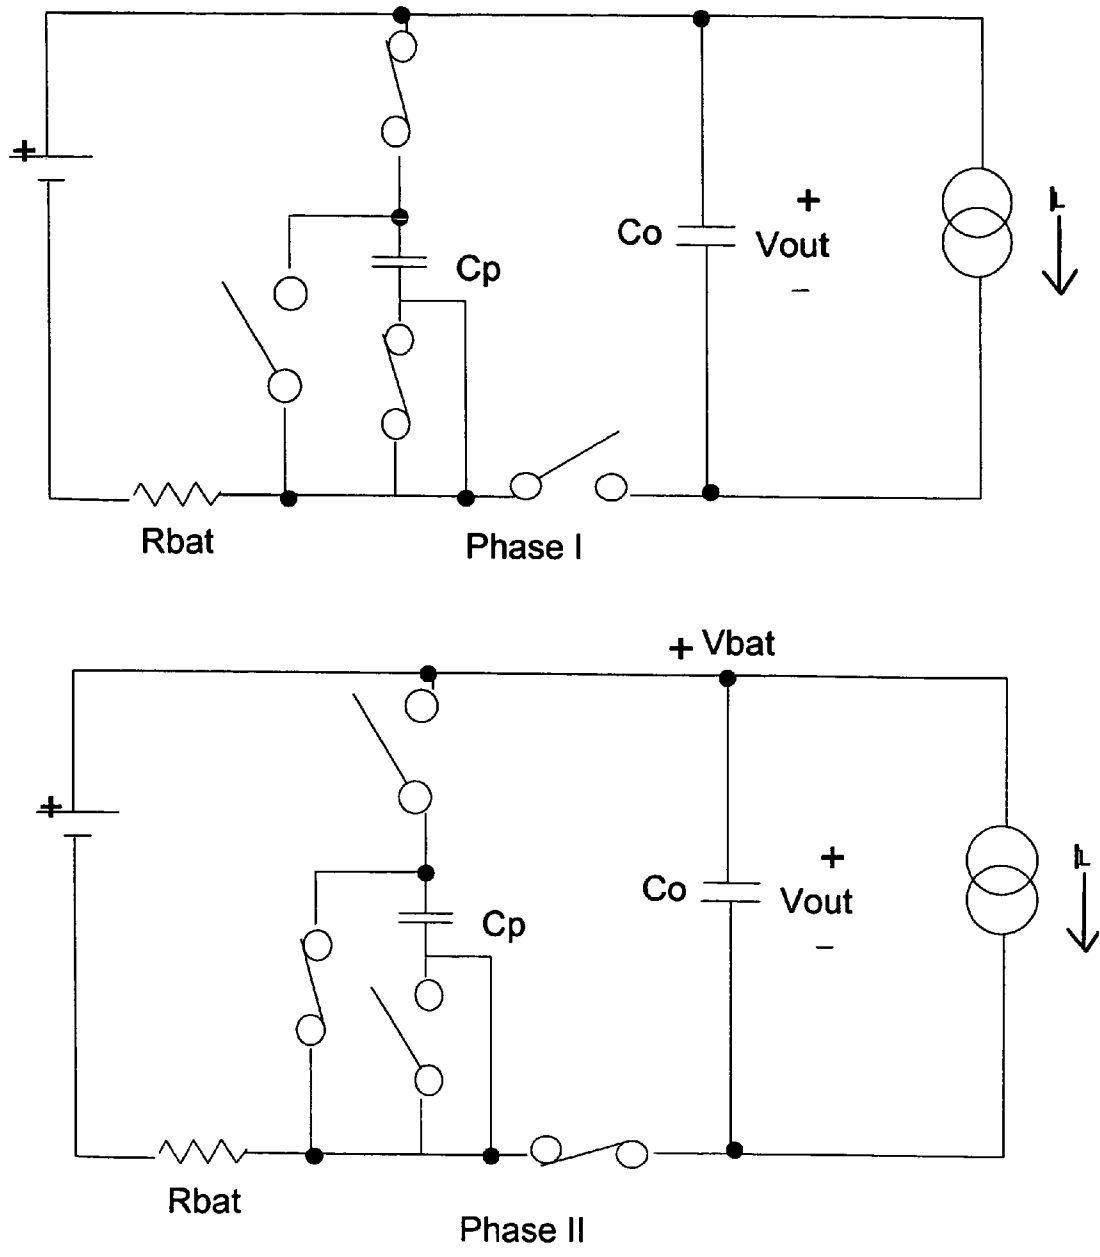 +
Cp
Co
+
Vout
−
IL
Rbat
Phase I
+ Vbat
+
Cp
Co
+
Vout
−
IL
Rbat
Phase II